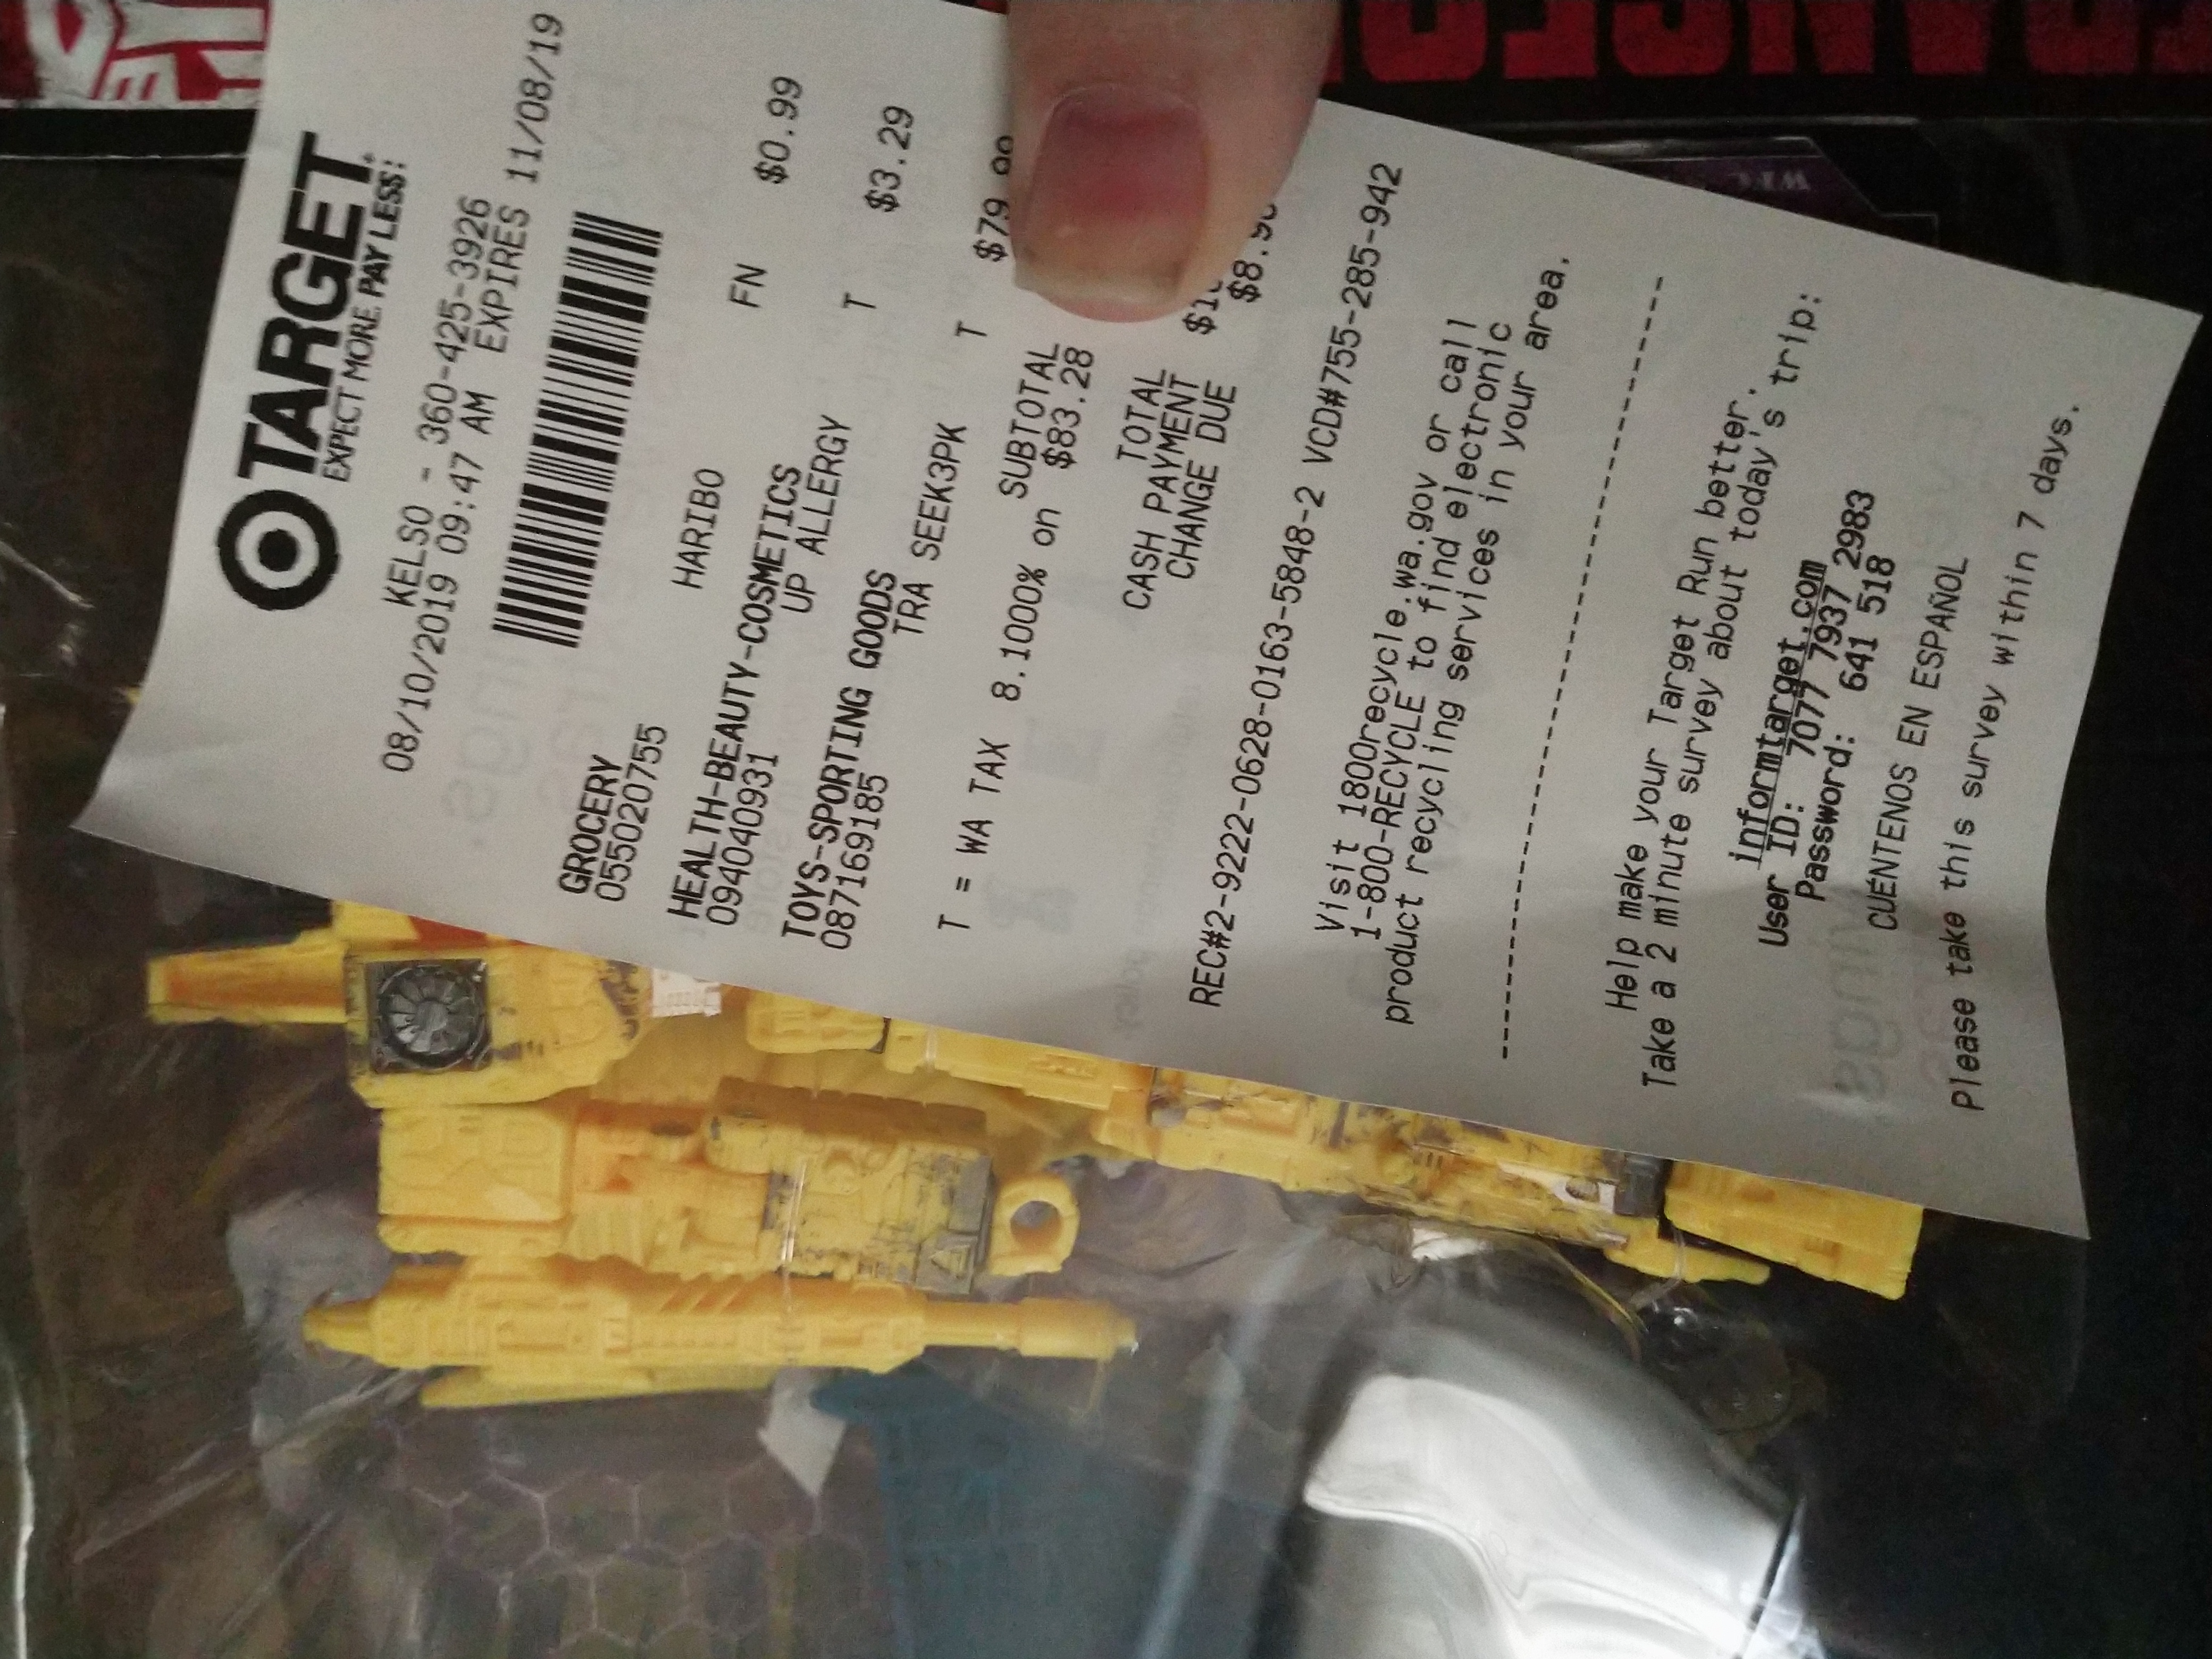 TARGET
EXPECT MORE. PAY LESS.
KELSO - 360-425-3926
08/10/2019 09:47 AM EXPIRES 11/08/19
GROCERY
055020755 HARIBO FN $0.99
HEALTH-BEAUTY-COSMETICS
094040931 UP ALLERGY T $3.29
TOYS-SPORTING GOODS
087169185 TRA SEEK3PK T $79.99
SUBTOTAL
T = WA TAX 8.1000% on $83.28
TOTAL
CASH PAYMENT
CHANGE DUE
REC#2-9222-0628-0163-5848-2 VCD#755-285-942
Visit 1800recycle.wa.gov or call
1-800-RECYCLE to find electronic
product recycling services in your area.
Help make your Target Run better.
Take a 2 minute survey about today's trip:
informtarget.com
User ID: 7077 7937 2983
Password: 641 518
CUÉNTENOS EN ESPAÑOL
Please take this survey within 7 days.